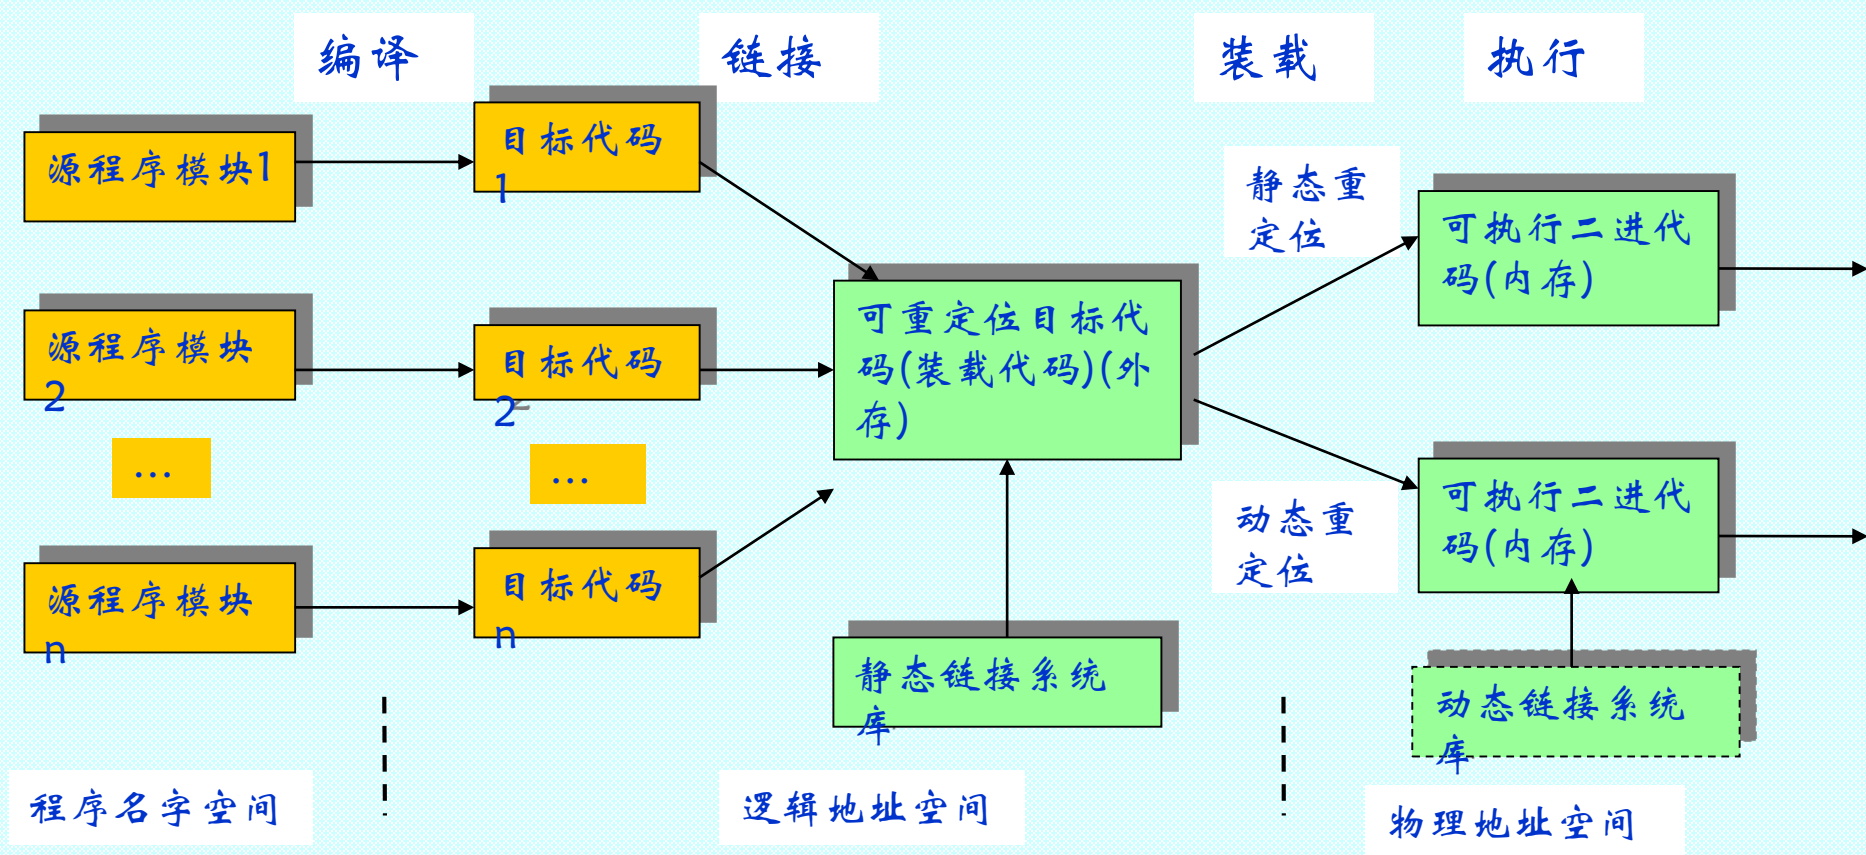 编译
链接
装载
执行
源程序模块1
目标代码
1
静态重
定位
可执行二进代
码(内存)
源程序模块
2
目标代码
2
可重定位目标代
码(装载代码)(外
存)
...
...
动态重
定位
可执行二进代
码(内存)
源程序模块
n
目标代码
n
静态链接系统
库
动态链接系统
库
程序名字空间
逻辑地址空间
物理地址空间